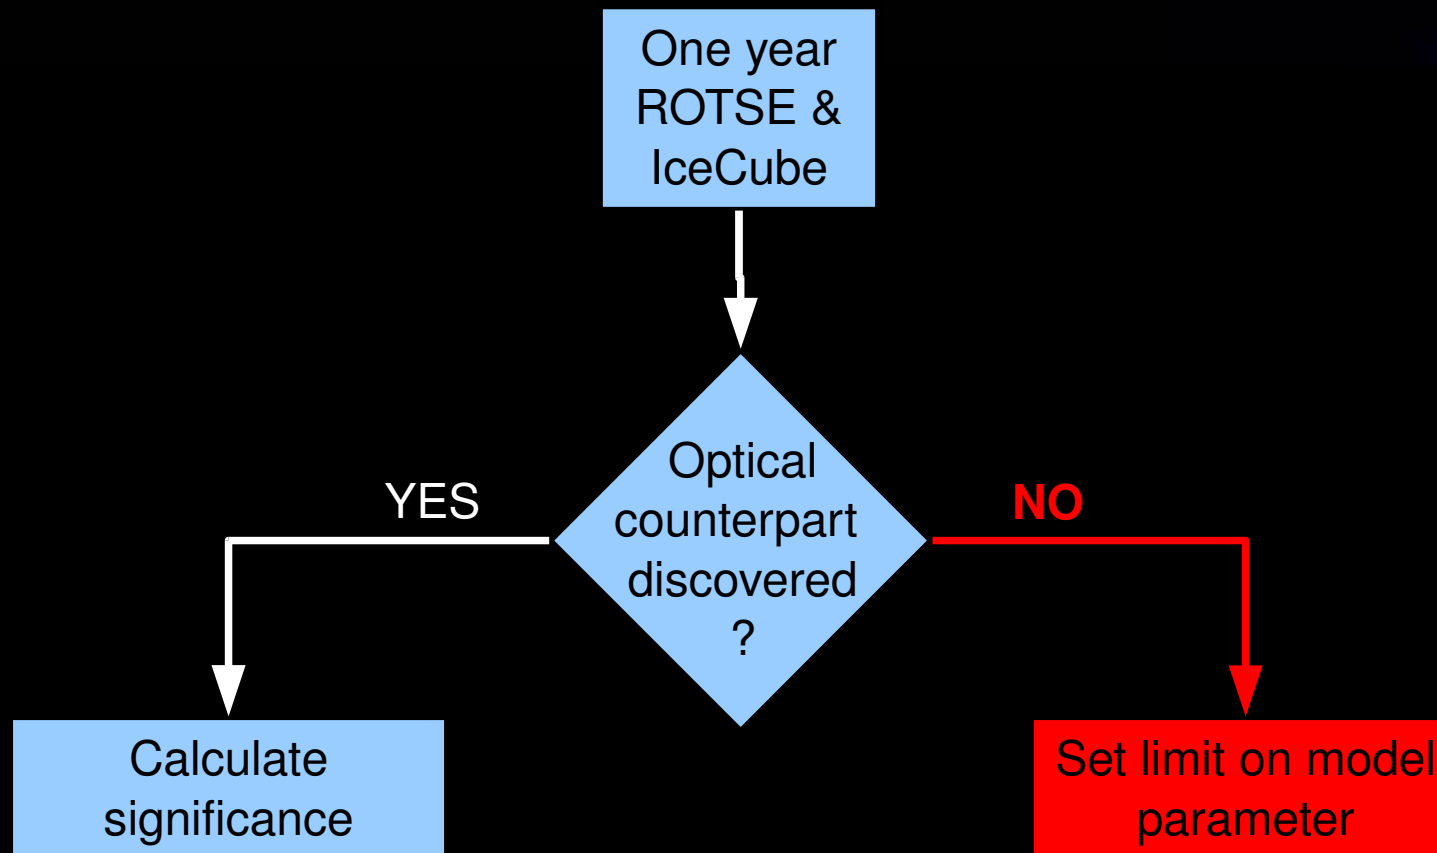 One year
ROTSE &
IceCube
Optical
counterpart
discovered
?
YES
NO
Calculate
significance
Set limit on model
parameter